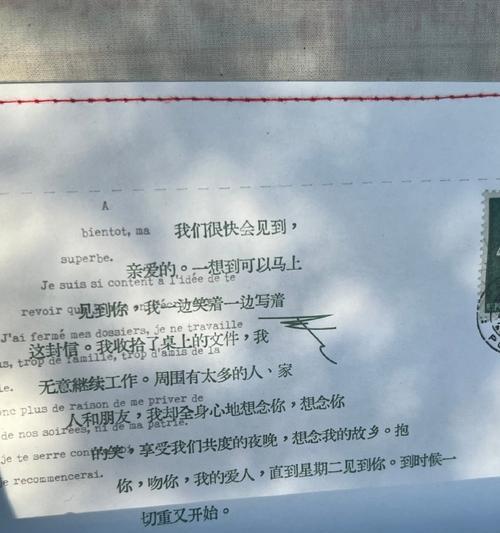 A
bientot, ma
我们很快会见到，
superbe.
亲爱的。一想到可以马上
Je suis si content à l'idée de te
revoir qu
见到你，我一边笑着一边写着
J'ai fermé mes dossiers, je ne travaille
这封信。我收拾了桌上的文件，我
s, trop de famille, trop d'amis de la
ie.
无意继续工作。周围有太多的人、家
nc plus de raison de me priver de
人和朋友，我却全身心地想念你，想念你
de nos soirées, ni de ma patrie.
的笑，享受我们共度的夜晚，想念我的故乡。抱
je te serre con
你，吻你，我的爱人，直到星期二见到你。到时候一
e recommencerai.
切重又开始。